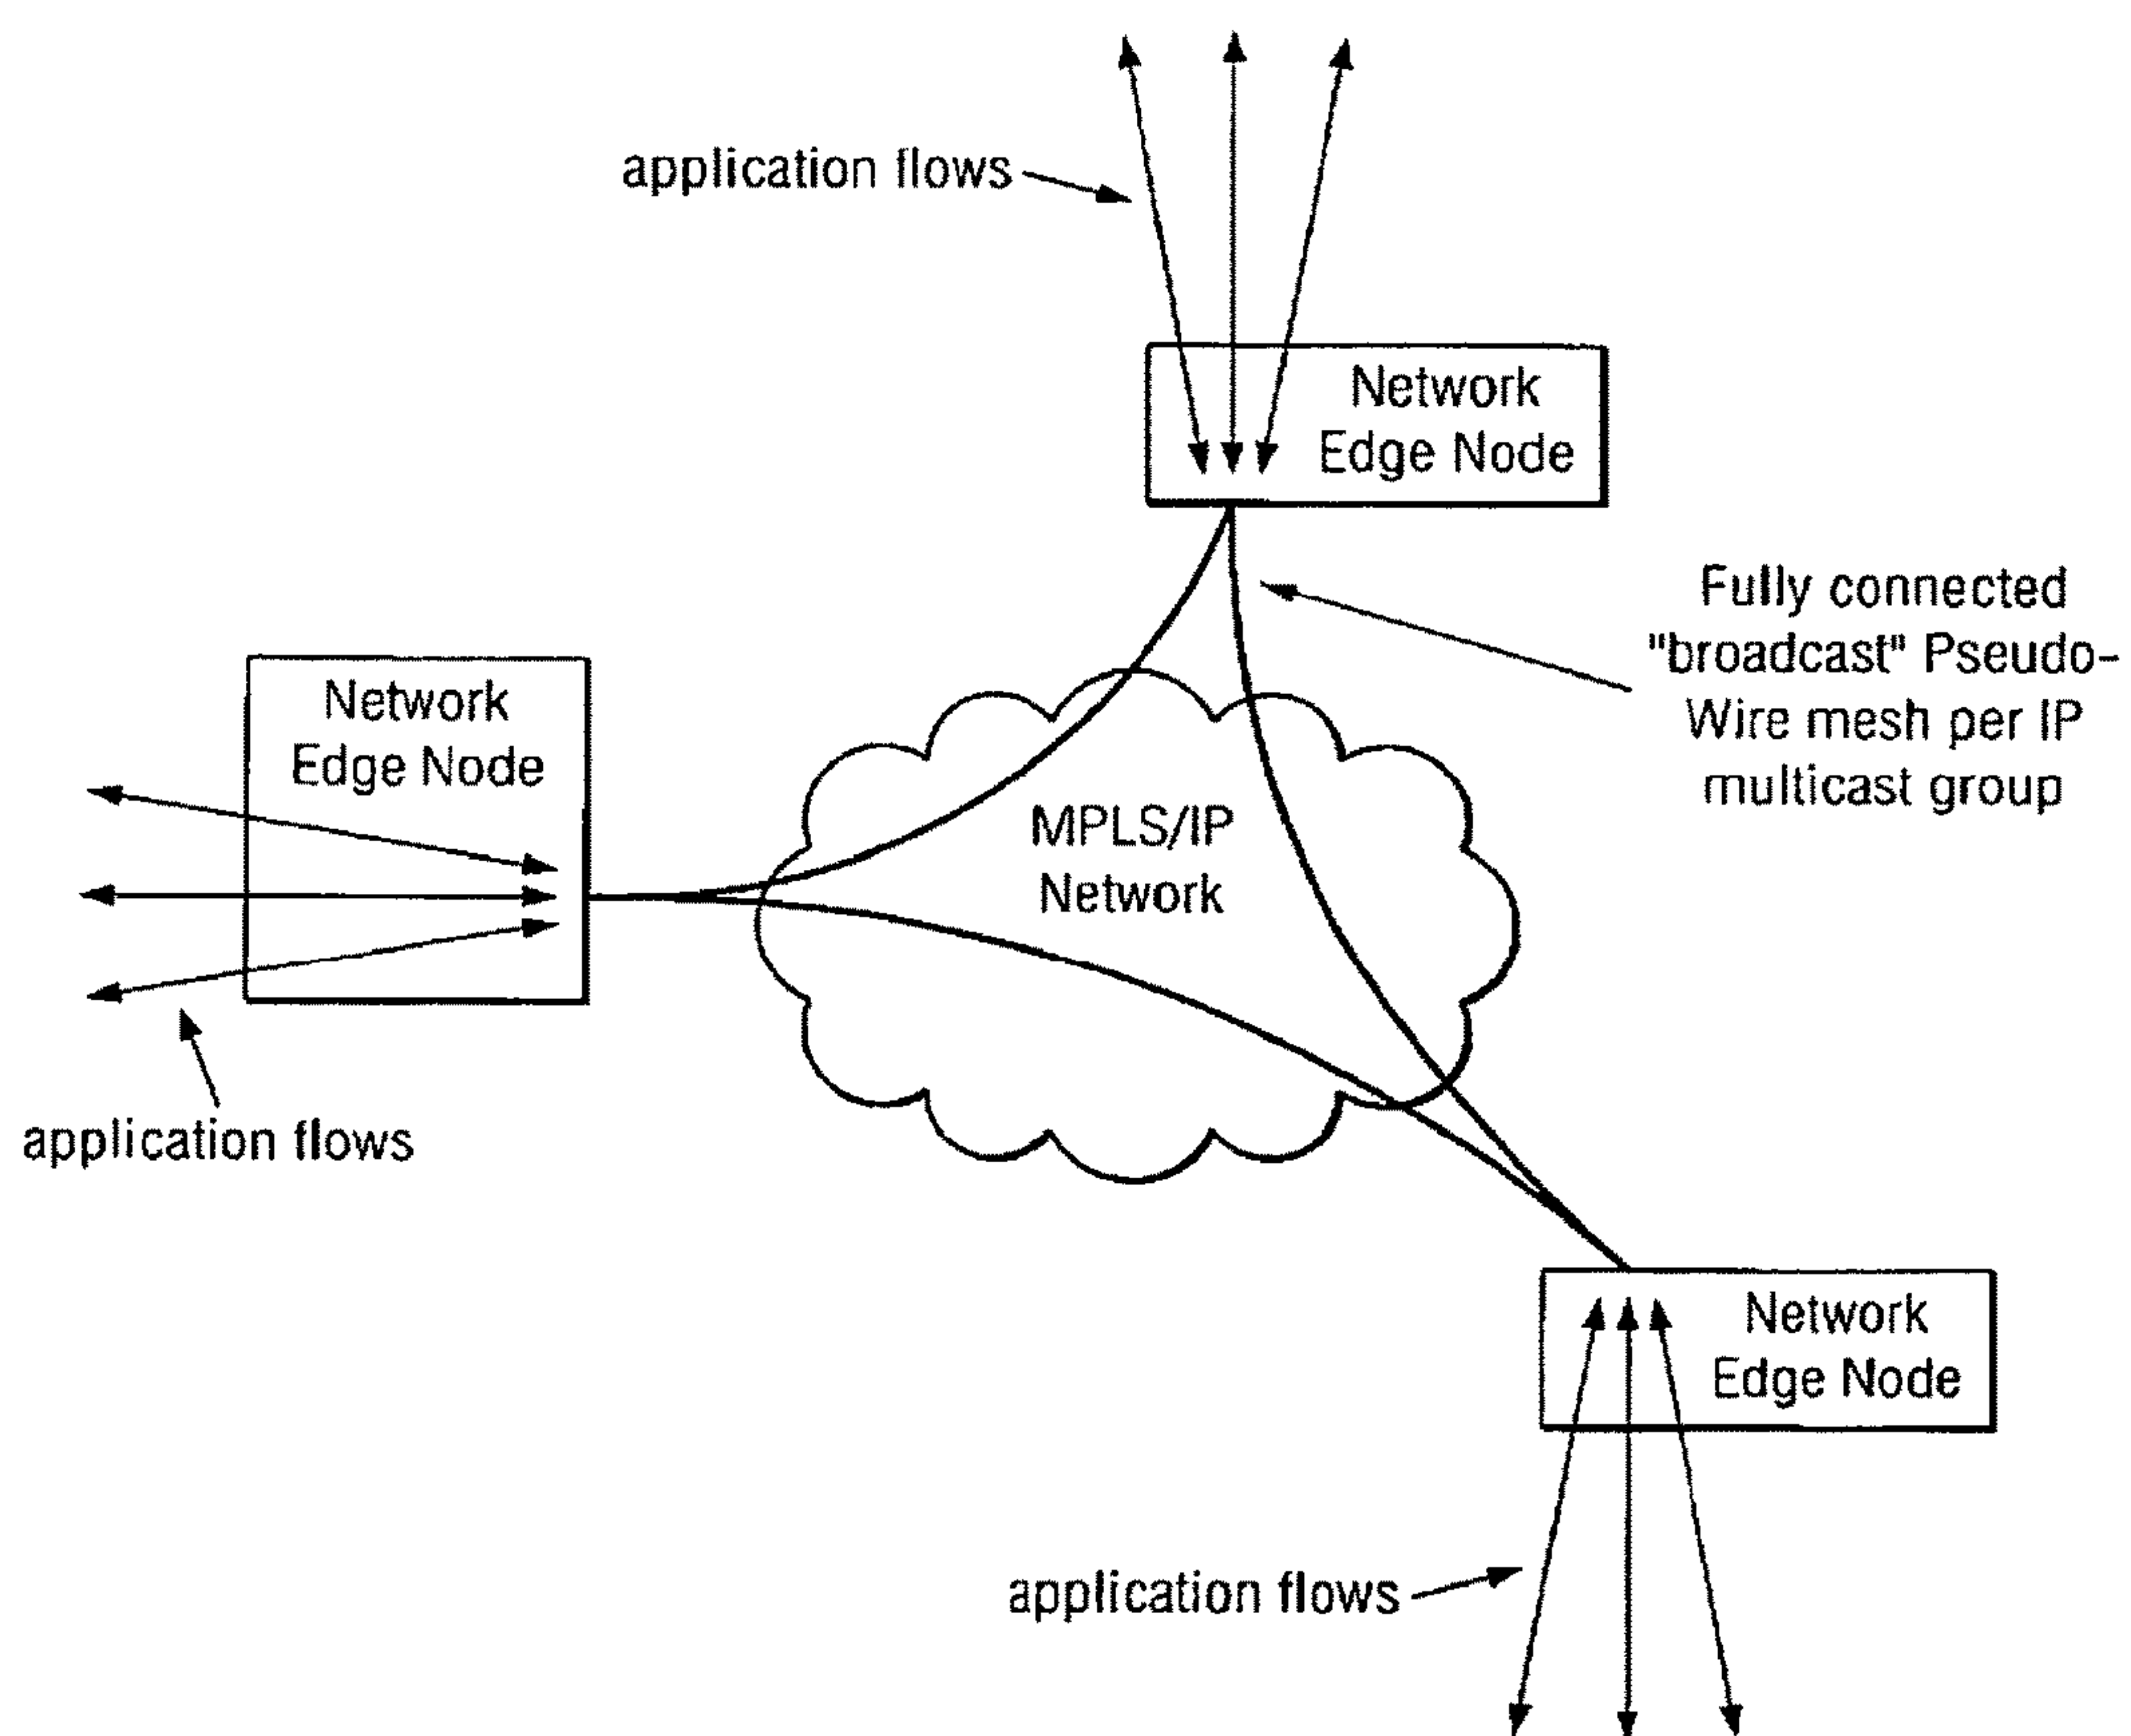 application flows
Network
Edge Node
Fully connected
"broadcast" Pseudo-
Wire mesh per IP
multicast group
Network
Edge Node
MPLS/IP
Network
application flows
Network
Edge Node
application flows